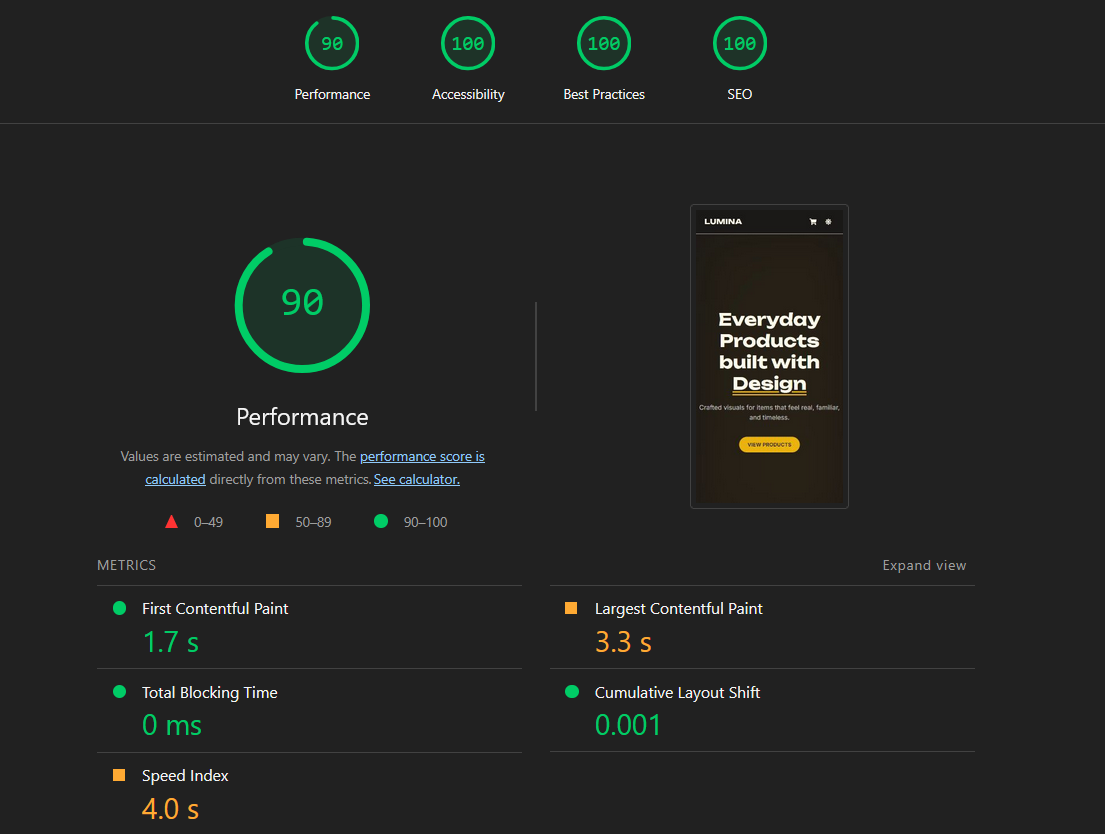 90
100
100
100
Performance
Accessibility
Best Practices
SEO
90
Performance
Values are estimated and may vary. The performance score is
calculated directly from these metrics. See calculator.
0–49
50–89
90–100
LUMINA
Everyday
Products
built with
Design
Crafted visuals for items that feel real, familiar,
and timeless.
VIEW PRODUCTS
METRICS
Expand view
First Contentful Paint
1.7 s
Largest Contentful Paint
3.3 s
Total Blocking Time
0 ms
Cumulative Layout Shift
0.001
Speed Index
4.0 s